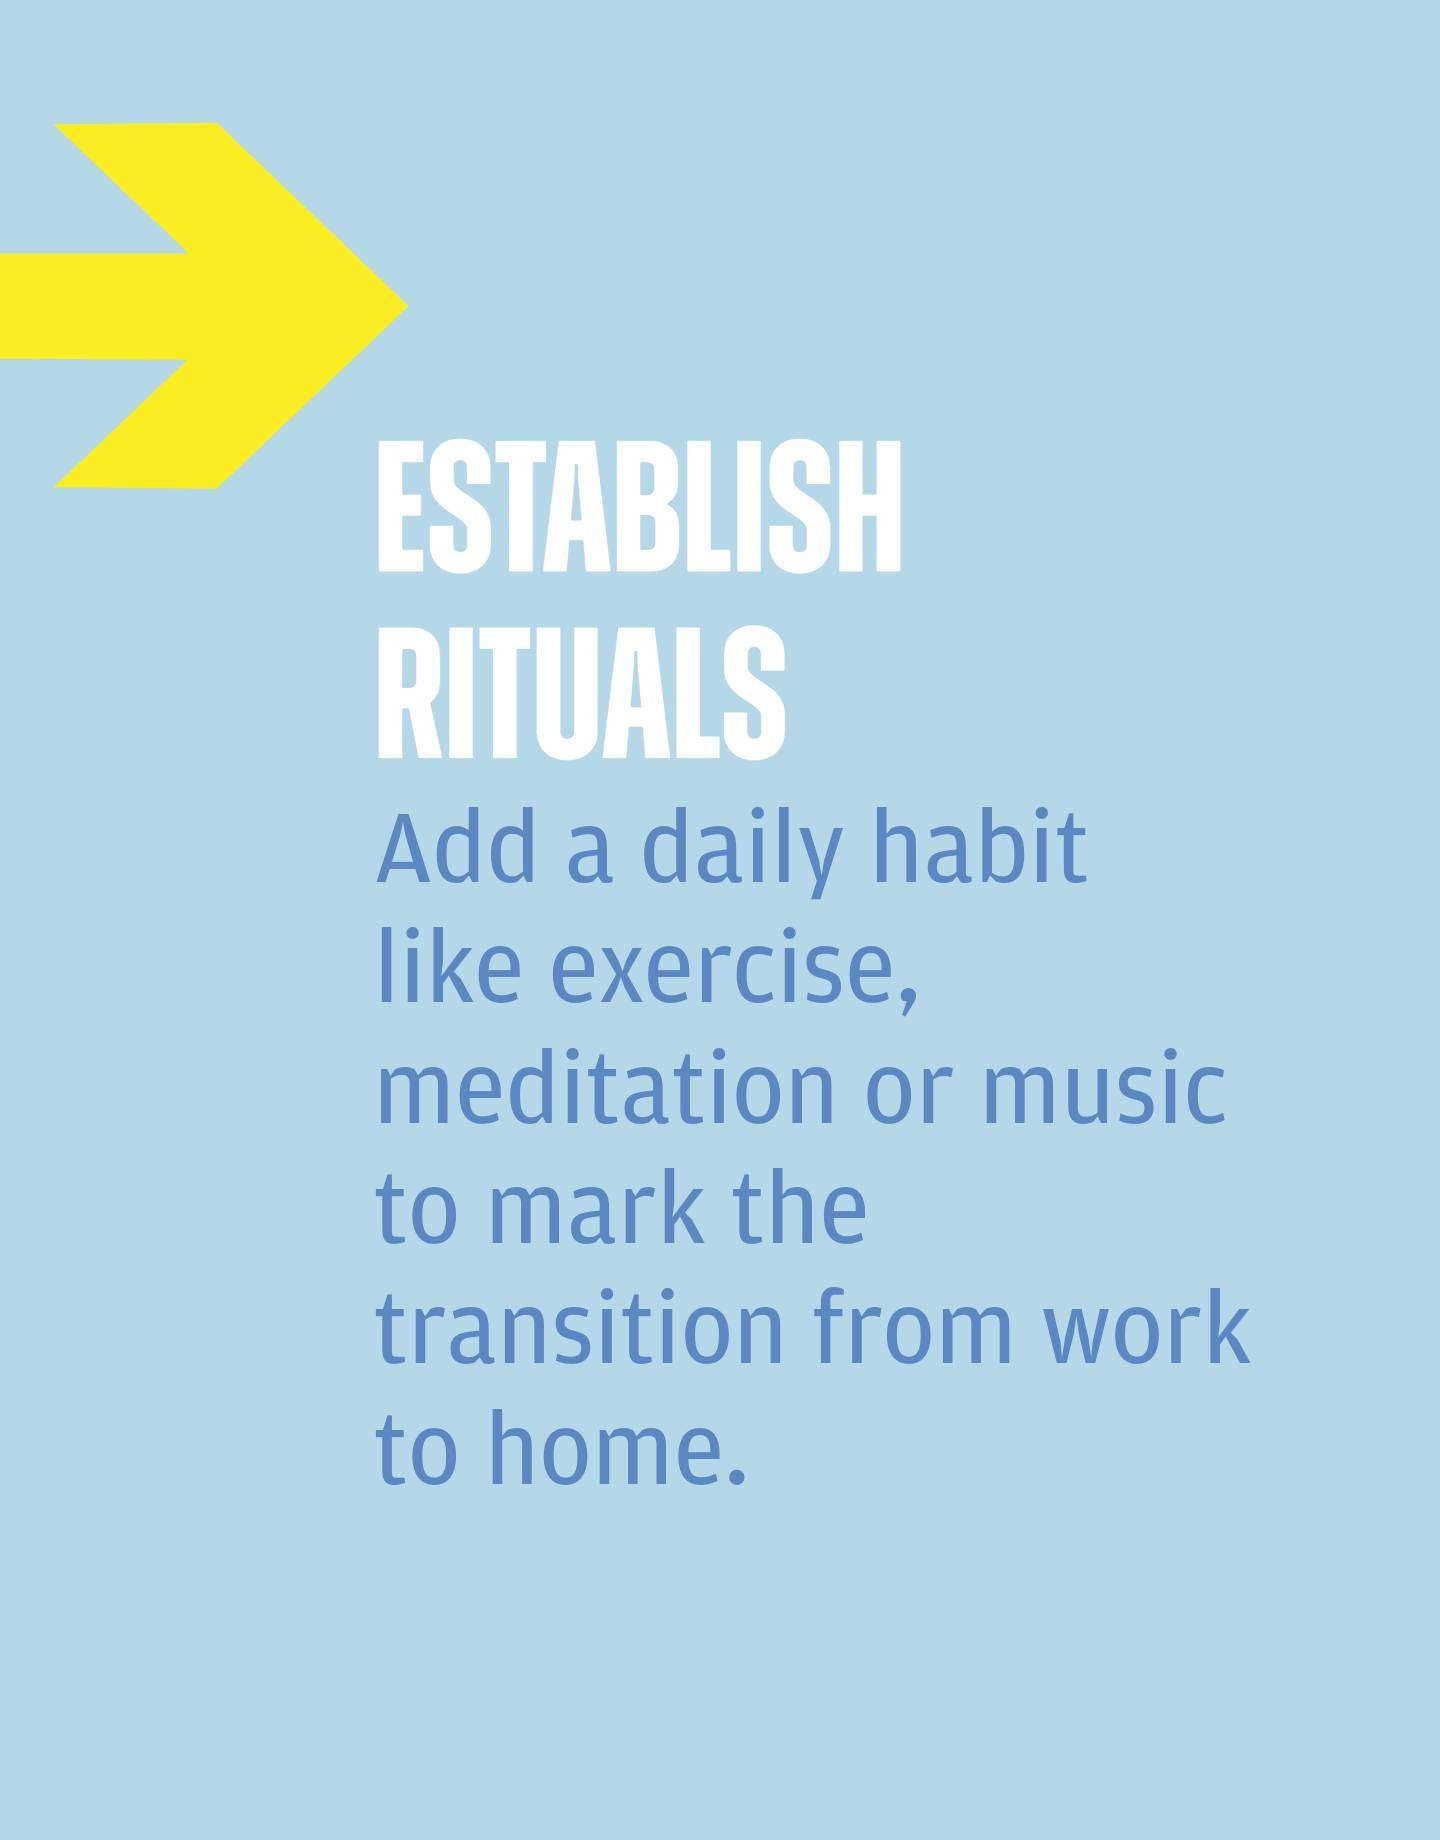 ESTABLISH
RITUALS
Add a daily habit
like exercise,
meditation or music
to mark the
transition from work
to home.